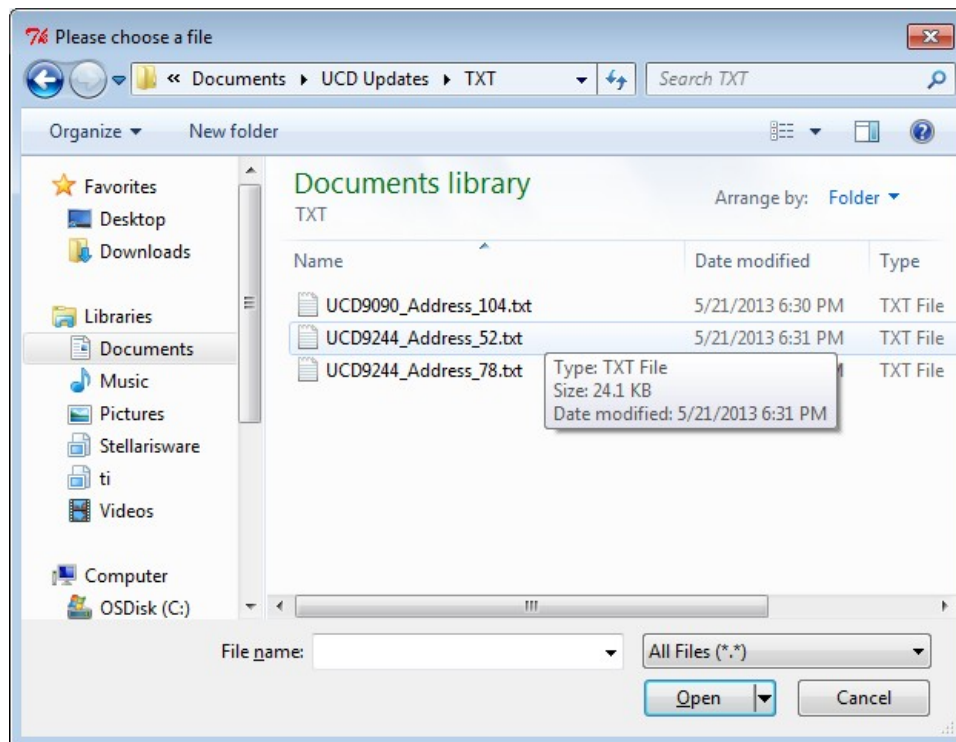 Please choose a file
« Documents ▸ UCD Updates ▸ TXT
Search TXT
Organize
New folder
Favorites
Desktop
Downloads
Libraries
Documents
Music
Pictures
Stellarisware
ti
Videos
Computer
OSDisk (C:)
Documents library
TXT
Arrange by: Folder
Name Date modified Type
UCD9090_Address_104.txt 5/21/2013 6:30 PM TXT File
UCD9244_Address_52.txt 5/21/2013 6:31 PM TXT File
UCD9244_Address_78.txt TXT File
Type: TXT File
Size: 24.1 KB
Date modified: 5/21/2013 6:31 PM
File name:
All Files (*.*)
Open
Cancel